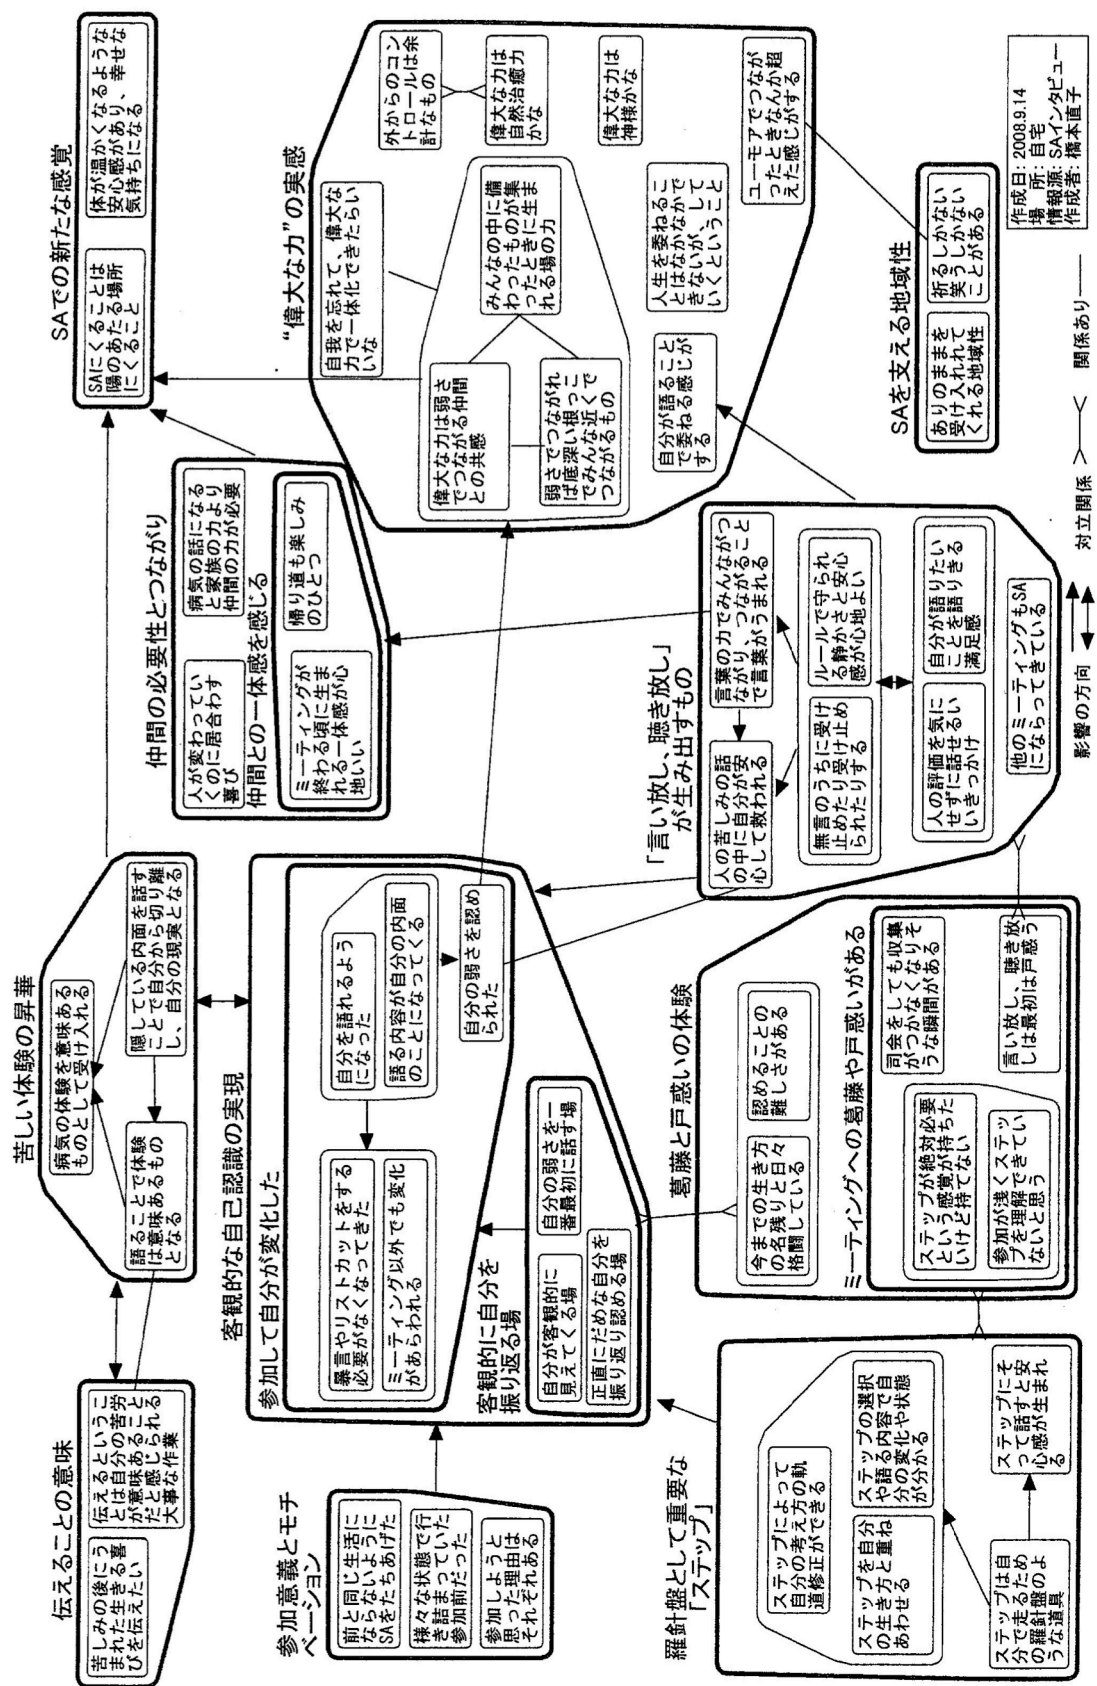 伝えることの意味
苦しみの後にう
まれた生きる喜
びを伝えたい
伝えるというこ
とは自分の苦労
が意味あること
だと感じられる
大事な作業
苦しい体験の昇華
語ることで体験
は意味あるもの
となる
病気の体験を意味ある
ものとして受け入れる
隠している内面を話す
ことで自分から切り離
し、自分の現実となる
SAでの新たな感覚
SAにくることは
陽のあたる場所
にくること
体が温かくなるような
安心感があり、幸せな
気持ちになる
参加意義とモチ
ベーション
前と同じ生活に
ならないように
SAをたちあげた
様々な状態で行
き詰まっていた
参加前だった
参加しようと
思った理由は
それぞれある
客観的な自己認識の実現
参加して自分が変化した
暴言やリストカットをする
必要がなくなってきた
ミーティング以外でも変化
があらわれる
自分を語れるよう
になった
語る内容が自分の内面
のことになってくる
自分の弱さを認め
られた
客観的に自分を
振り返る場
自分が客観的に
見えてくる場
自分の弱さを一
番最初に話す場
正直にだめな自分を
振り返り認める場
仲間の必要性とつながり
人が変わってい
くのに居合わす
喜び
病気の話になる
と家族の力より
仲間の力が必要
仲間との一体感を感じる
ミーティングが
終わる頃に生ま
れる一体感が心
地いい
帰り道も楽しみ
のひとつ
“偉大な力”の実感
自我を忘れて、偉大な
力で一体化できたらい
いな
外からのコン
トロールは余
計なもの
偉大な力は弱さ
でつながる仲間
との共感
みんなの中に備
わったものが集
まったときに生ま
れる場の力
偉大な力は
自然治癒力
かな
弱さでつながれ
ば底深い根っこ
でみんな近くで
つながるもの
偉大な力は
神様かな
自分が語ること
で委ねる感じが
する
人生を委ねるこ
とはなかなかで
きないが、して
いくということ
ユーモアでつなが
ったときなんか超
えた感じがする
羅針盤として重要な
「ステップ」
ステップによって
自分の考え方の軌
道修正ができる
ステップを自分
の生き方と重ね
あわせる
ステップの選択
や語る内容で自
分の変化や状態
が分かる
ステップは自
分で走るため
の羅針盤のよ
うな道具
ステップにそ
って話すと安
心感が生まれ
る
葛藤と戸惑いの体験
今までの生き方
の名残りと日々
格闘している
認めることの
難しさがある
ミーティングへの葛藤や戸惑いがある
ステップが絶対必要
という感覚が持ちた
いけど持てない
司会をしても収集
がつかなくなりそ
うな瞬間がある
参加が浅くステッ
プを理解できてい
ないと思う
言い放し、聴き放
しは最初は戸惑う
「言い放し、聴き放し」
が生み出すもの
人の苦しみの話
の中に自分が安
心して救われる
言葉の力でみんながつ
ながり、つながること
で言葉がうまれる
無言のうちに受け
止めたり受け止め
られたりする
ルールで守られ
る静かさと安心
感が心地よい
人の評価を気に
せずに話せるい
いきっかけ
自分が語りたい
ことを語りきる
満足感
他のミーティングもSA
にならってきている
SAを支える地域性
ありのままを
受け入れれて
くれる地域性
祈るしかない
笑うしかない
ことがある
影響の方向
対立関係
関係あり
作成日: 2008.9.14
場　所: 自宅
情報源: SAインタビュー
作成者: 橋本直子